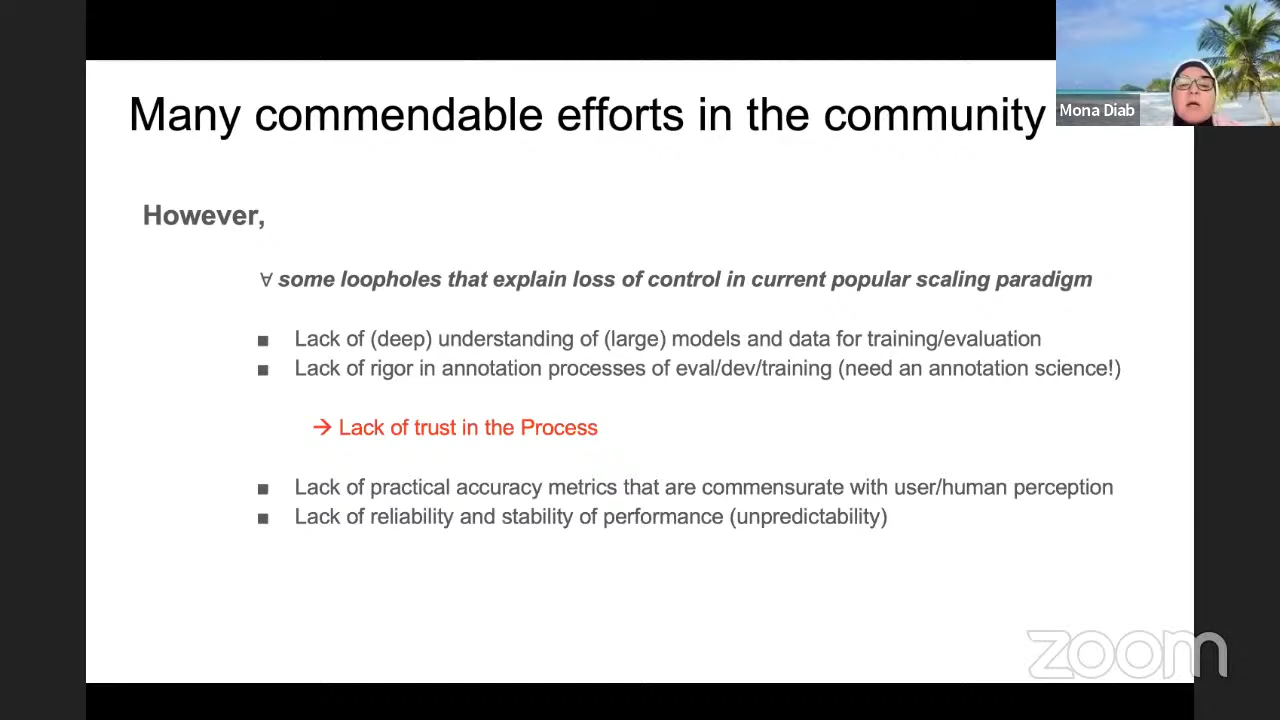 Many commendable efforts in the community
Mona Diab
However,
∀ some loopholes that explain loss of control in current popular scaling paradigm
■ Lack of (deep) understanding of (large) models and data for training/evaluation
■ Lack of rigor in annotation processes of eval/dev/training (need an annotation science!)
→ Lack of trust in the Process
■ Lack of practical accuracy metrics that are commensurate with user/human perception
■ Lack of reliability and stability of performance (unpredictability)
zoom